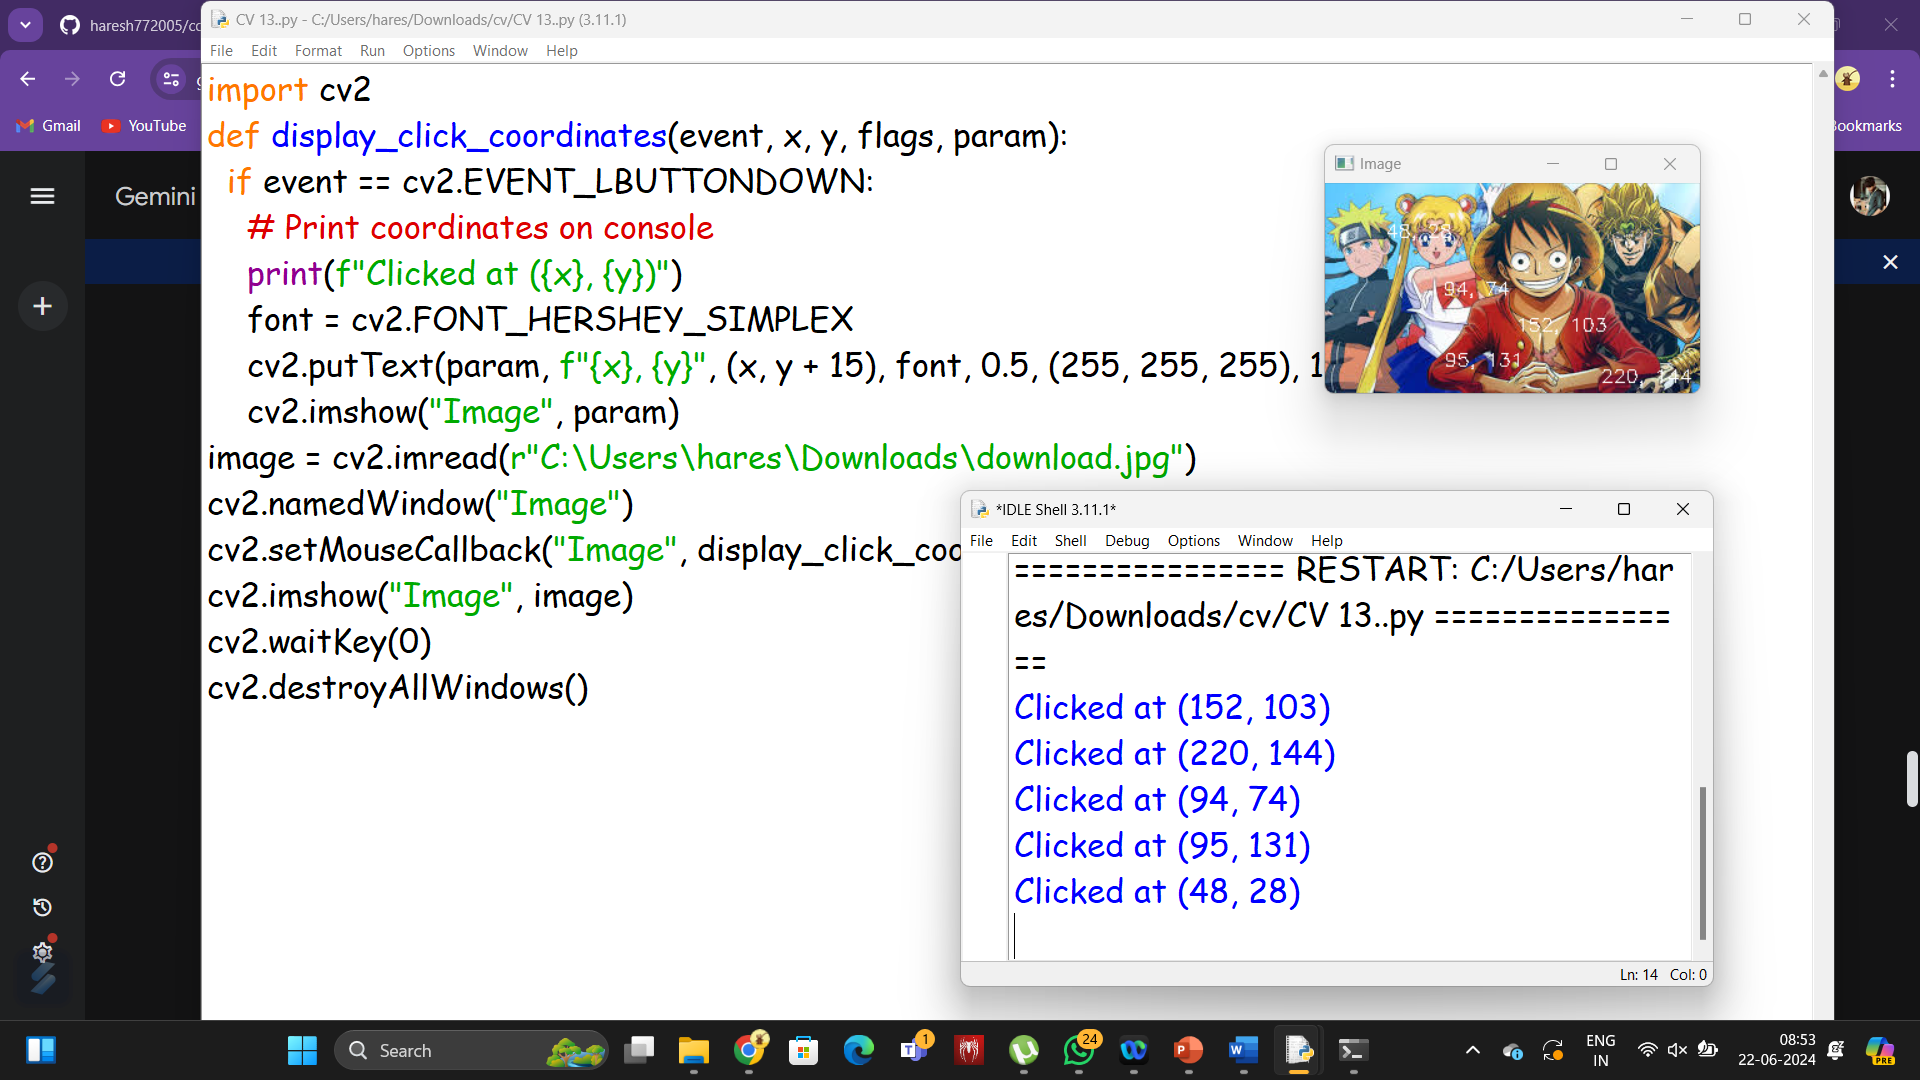 haresh772005/co
CV 13..py - C:/Users/hares/Downloads/cv/CV 13..py (3.11.1)
File Edit Format Run Options Window Help
Gmail YouTube
Bookmarks
Gemini
import cv2
def display_click_coordinates(event, x, y, flags, param):
if event == cv2.EVENT_LBUTTONDOWN:
# Print coordinates on console
print(f"Clicked at ({x}, {y})")
font = cv2.FONT_HERSHEY_SIMPLEX
cv2.putText(param, f"{x}, {y}", (x, y + 15), font, 0.5, (255, 255, 255), 1
cv2.imshow("Image", param)
image = cv2.imread(r"C:\Users\hares\Downloads\download.jpg")
cv2.namedWindow("Image")
cv2.setMouseCallback("Image", display_click_coo
cv2.imshow("Image", image)
cv2.waitKey(0)
cv2.destroyAllWindows()
Image
48, 28
94, 74
152, 103
95, 131
220, 144
*IDLE Shell 3.11.1*
File Edit Shell Debug Options Window Help
================ RESTART: C:/Users/har
es/Downloads/cv/CV 13..py ==============
==
Clicked at (152, 103)
Clicked at (220, 144)
Clicked at (94, 74)
Clicked at (95, 131)
Clicked at (48, 28)
Ln: 14 Col: 0
Search
1
24
ENG
IN
08:53
22-06-2024
PRE